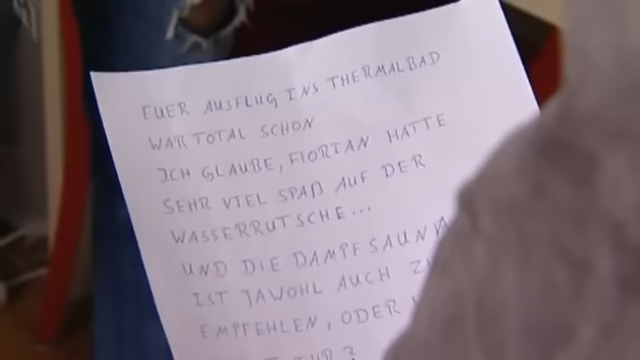 EUER AUSFLUG INS THERMALBAD
WAR TOTAL SCHÖN
ICH GLAUBE, FLORIAN HATTE
SEHR VIEL SPAß AUF DER
WASSERRUTSCHE...
UND DIE DAMPFSAUNA
IST JAWOHL AUCH
EMPFEHLEN, ODER